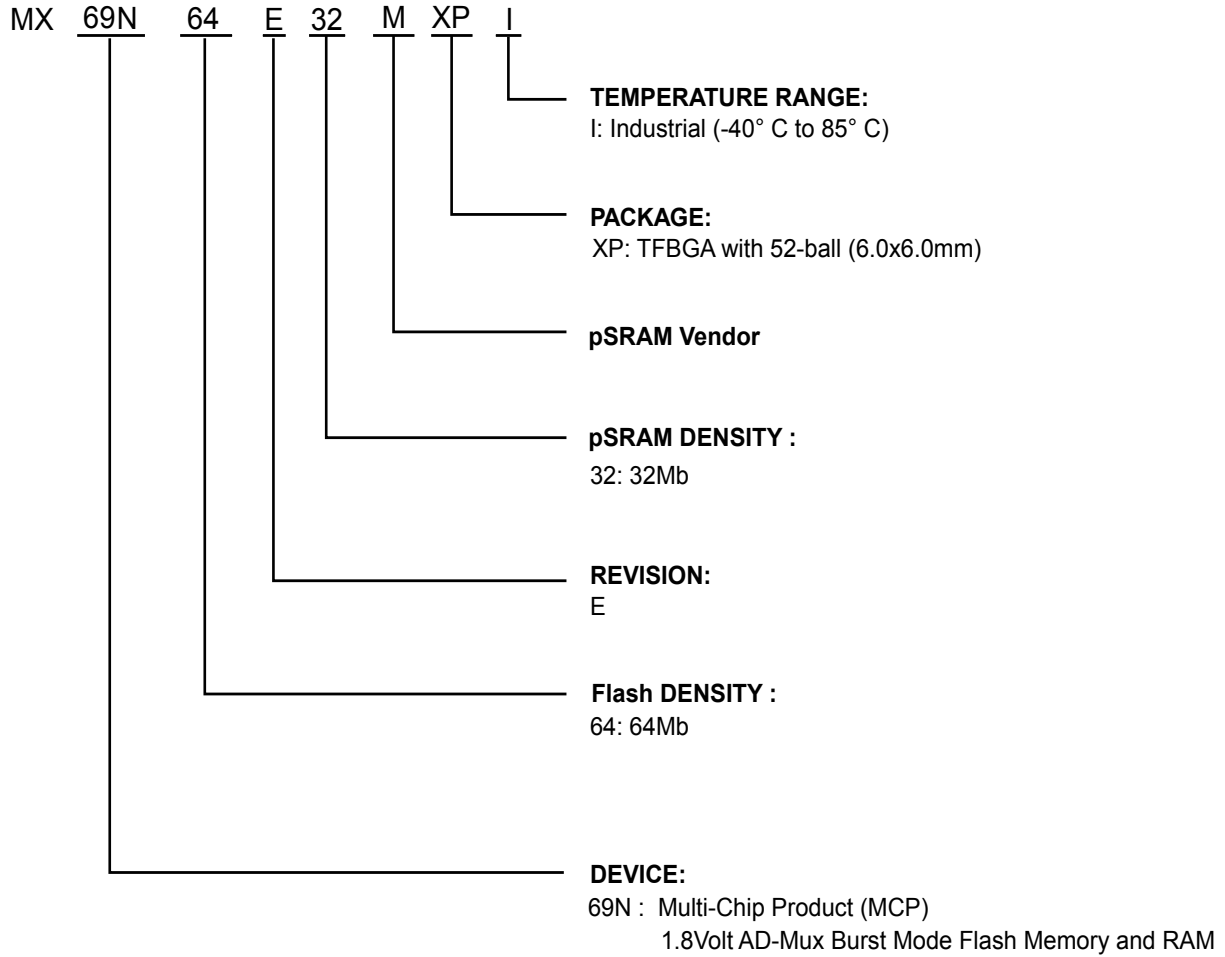 MX 69N 64 E 32 M XP I
TEMPERATURE RANGE:
I: Industrial (-40° C to 85° C)
PACKAGE:
XP: TFBGA with 52-ball (6.0x6.0mm)
pSRAM Vendor
pSRAM DENSITY :
32: 32Mb
REVISION:
E
Flash DENSITY :
64: 64Mb
DEVICE:
69N : Multi-Chip Product (MCP)
1.8Volt AD-Mux Burst Mode Flash Memory and RAM